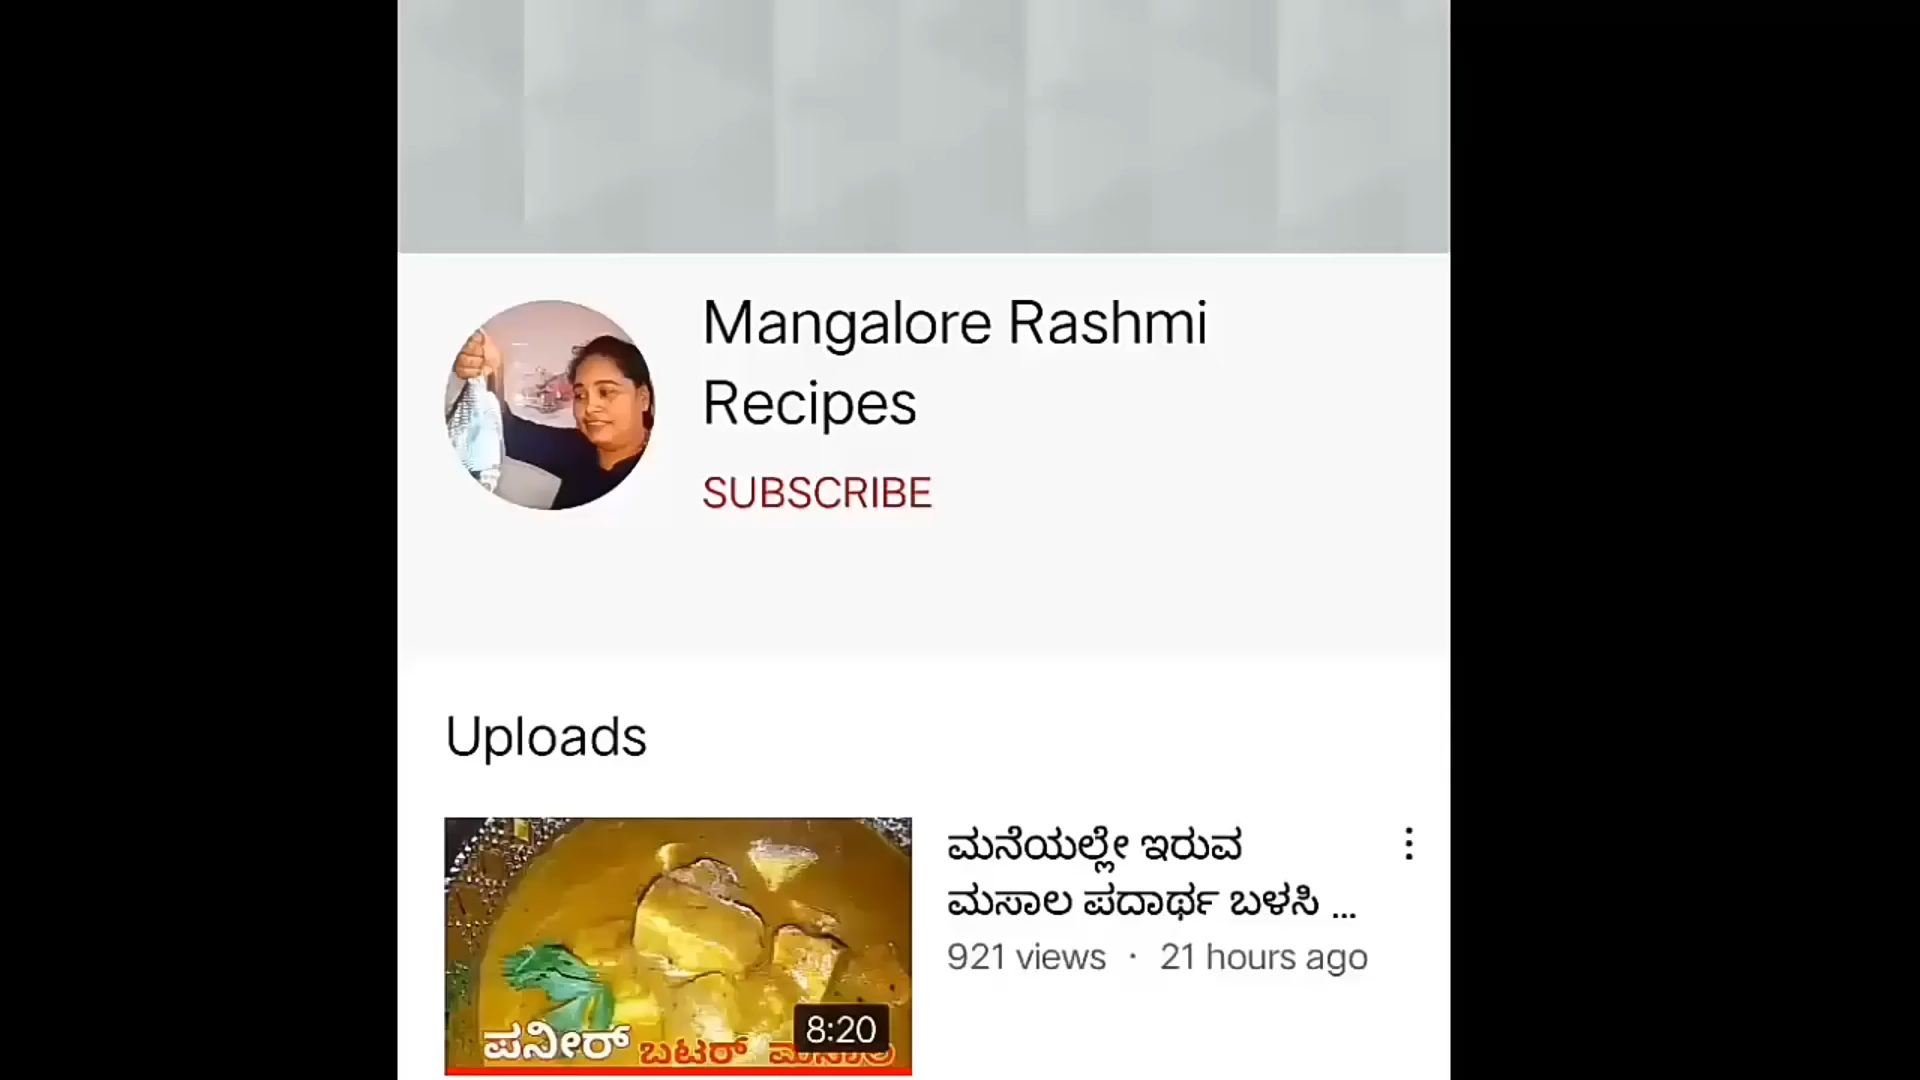 Mangalore Rashmi
Recipes
SUBSCRIBE
Uploads
ಮನೆಯಲ್ಲೇ ಇರುವ
ಮಸಾಲ ಪದಾರ್ಥ ಬಳಸಿ ...
921 views · 21 hours ago
8:20
ಪನೀರ್ ಬಟರ್ ಮಸಾಲ